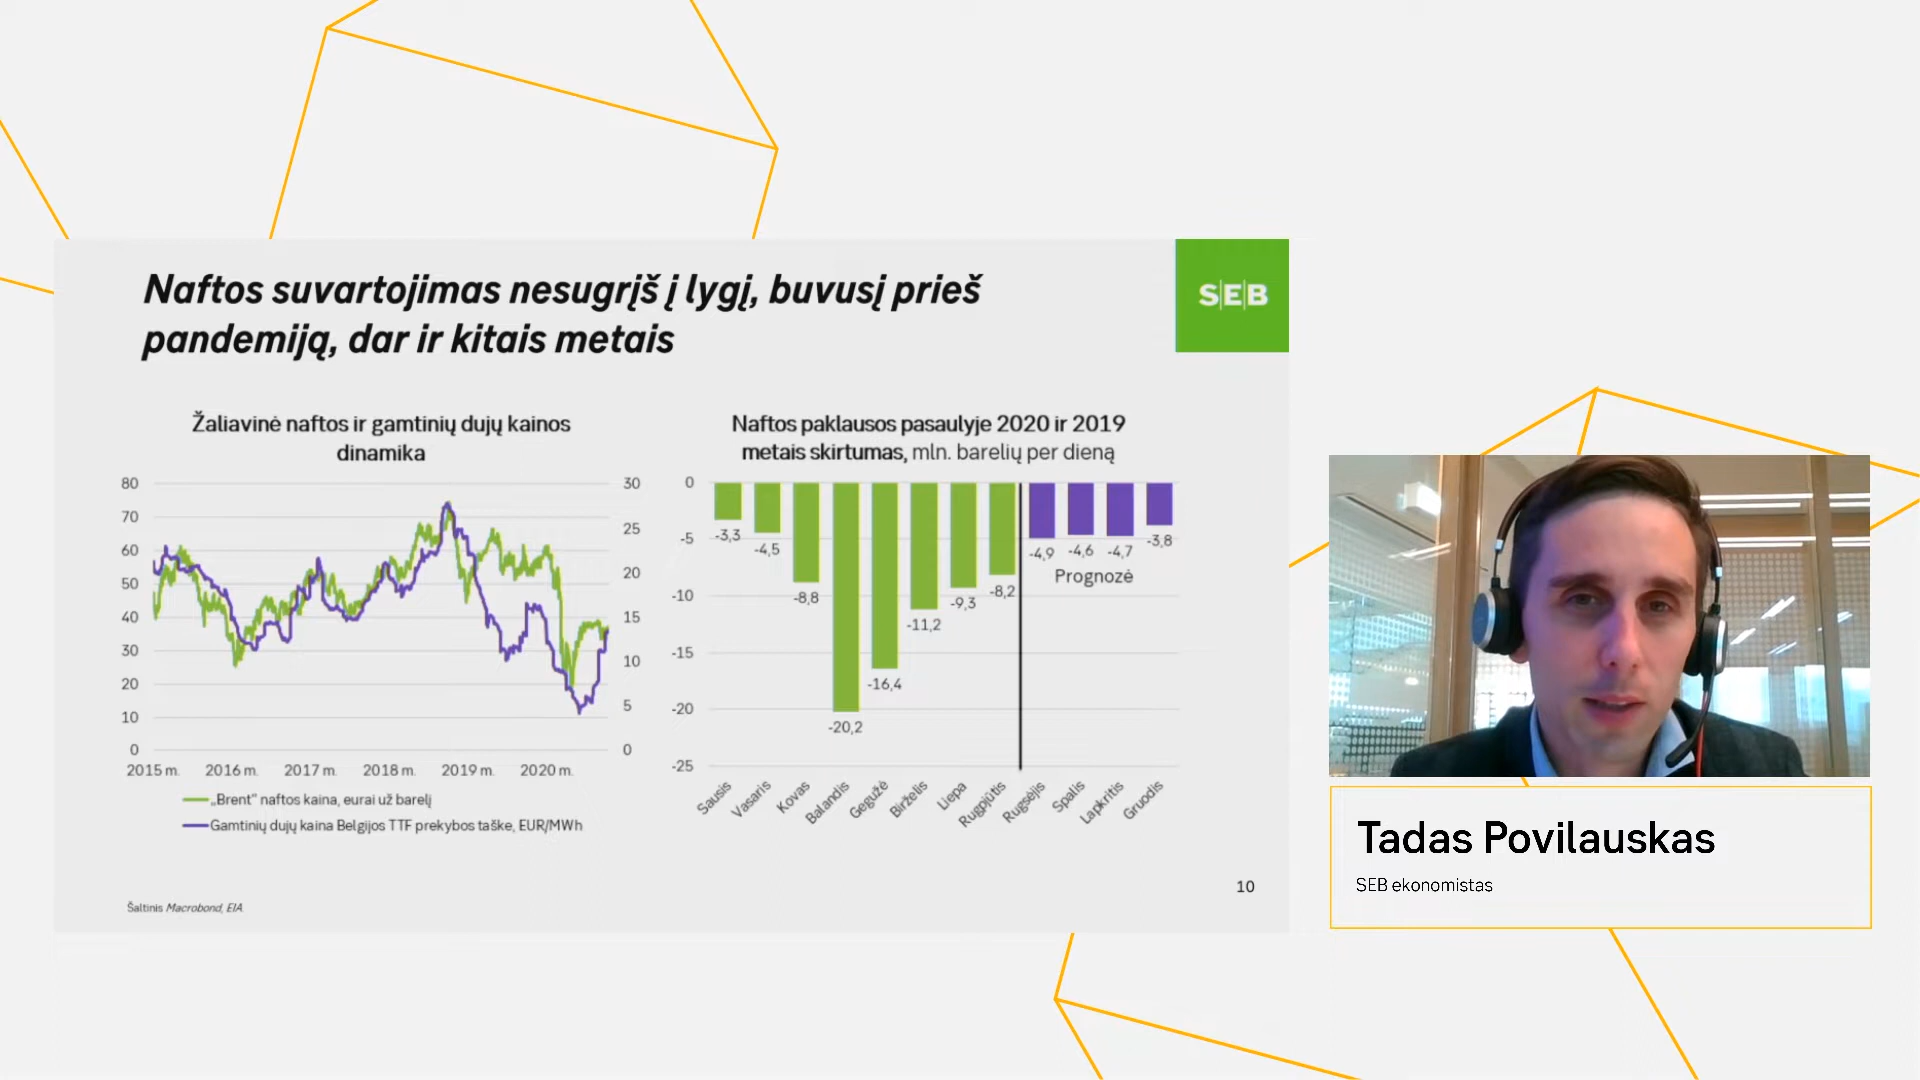 Naftos suvartojimas nesugrįš į lygį, buvusį prieš
pandemiją, dar ir kitais metais
S|E|B
Žaliavinė naftos ir gamtinių dujų kainos
dinamika
80
70
60
50
40
30
20
10
0
30
25
20
15
10
5
0
2015 m. 2016 m. 2017 m. 2018 m. 2019 m. 2020 m.
„Brent" naftos kaina, eurai už barelį
Gamtinių dujų kaina Belgijos TTF prekybos taške, EUR/MWh
Naftos paklausos pasaulyje 2020 ir 2019
metais skirtumas, mln. barelių per dieną
0
-5
-10
-15
-20
-25
-3,3
-4,5
-8,8
-20,2
-16,4
-11,2
-9,3
-8,2
-4,9
-4,6
-4,7
-3,8
Prognozė
Sausis
Vasaris
Kovas
Balandis
Gegužė
Birželis
Liepa
Rugpjūtis
Rugsėjis
Spalis
Lapkritis
Gruodis
10
Šaltinis Macrobond, EIA.
Tadas Povilauskas
SEB ekonomistas